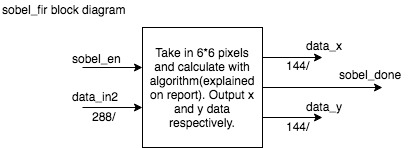 sobel_fir block diagram
sobel_en
data_in2
288/
Take in 6*6 pixels
and calculate with
algorithm(explained
on report). Output x
and y data
respectively.
data_x
144/
sobel_done
data_y
144/